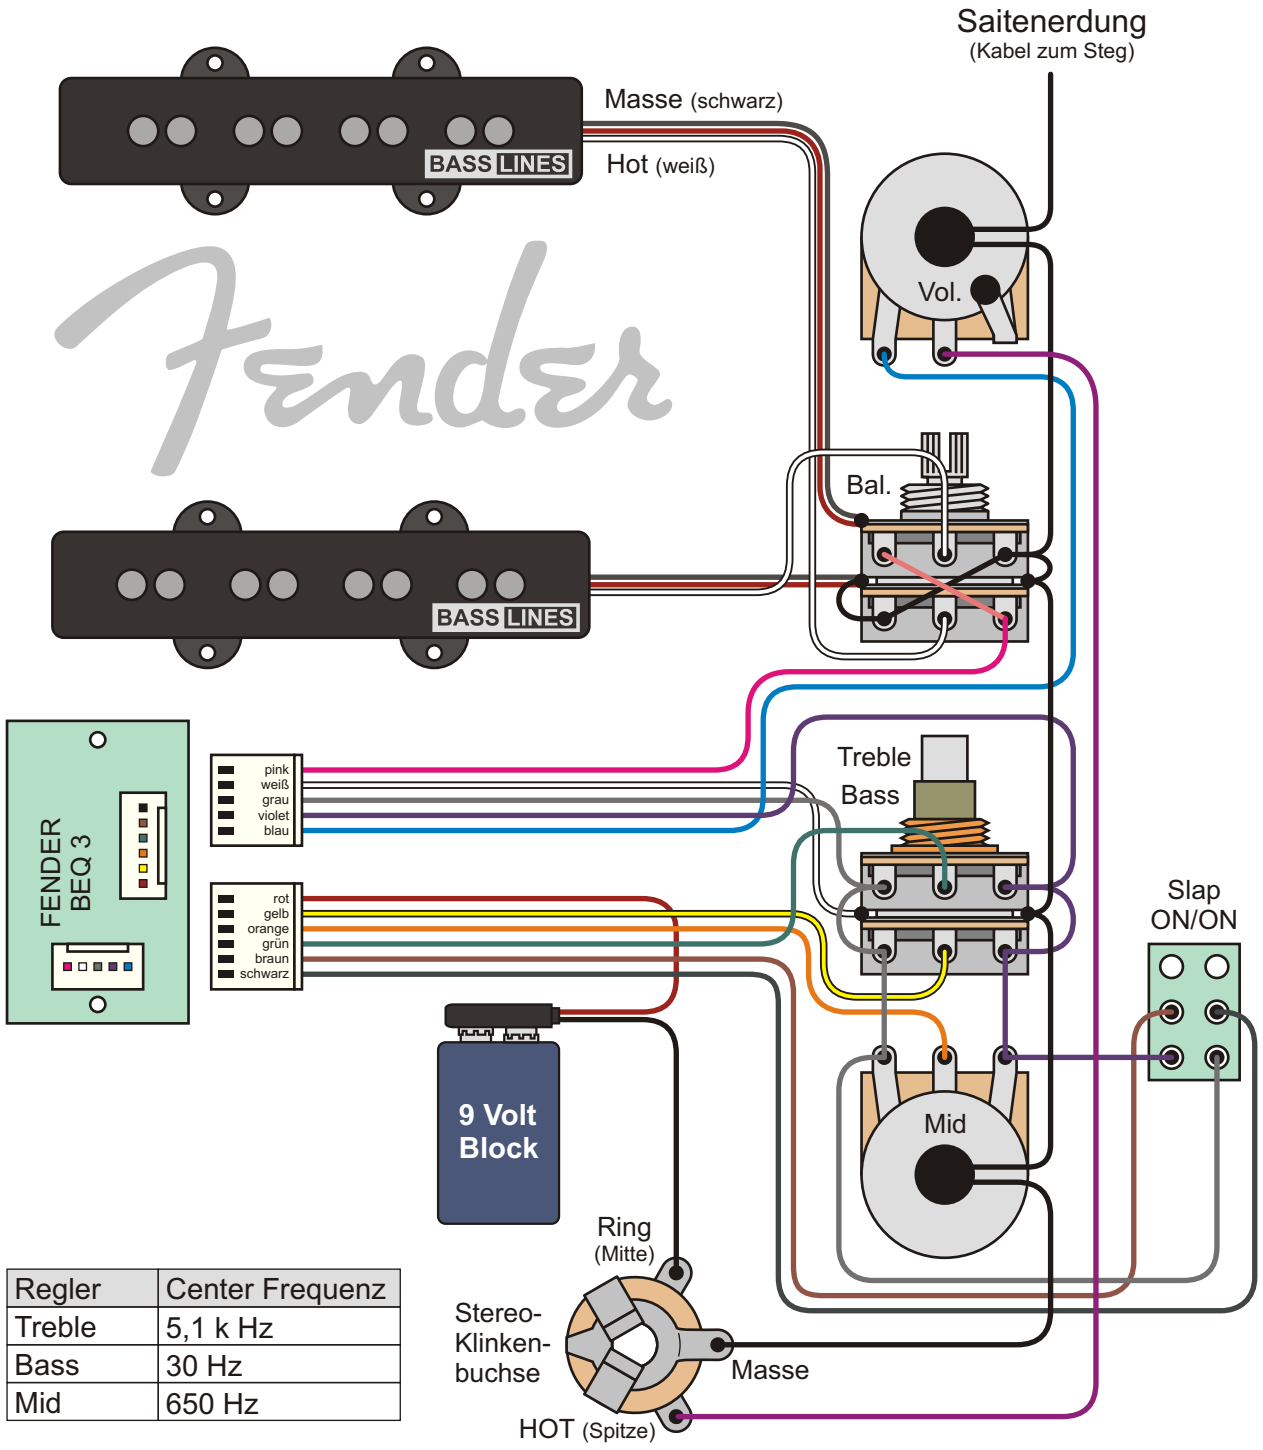 Saitenerdung
(Kabel zum Steg)
Masse (schwarz)
BASS LINES
Hot (weiß)
Vol.
Fender
Bal.
BASS LINES
Treble
Bass
FENDER
BEQ 3
pink
weiß
grau
violet
blau
rot
gelb
orange
grün
braun
schwarz
Slap
ON/ON
9 Volt
Block
Mid
Ring
(Mitte)
Stereo-
Klinken-
buchse
Masse
HOT (Spitze)
Regler Center Frequenz
Treble 5,1 k Hz
Bass 30 Hz
Mid 650 Hz